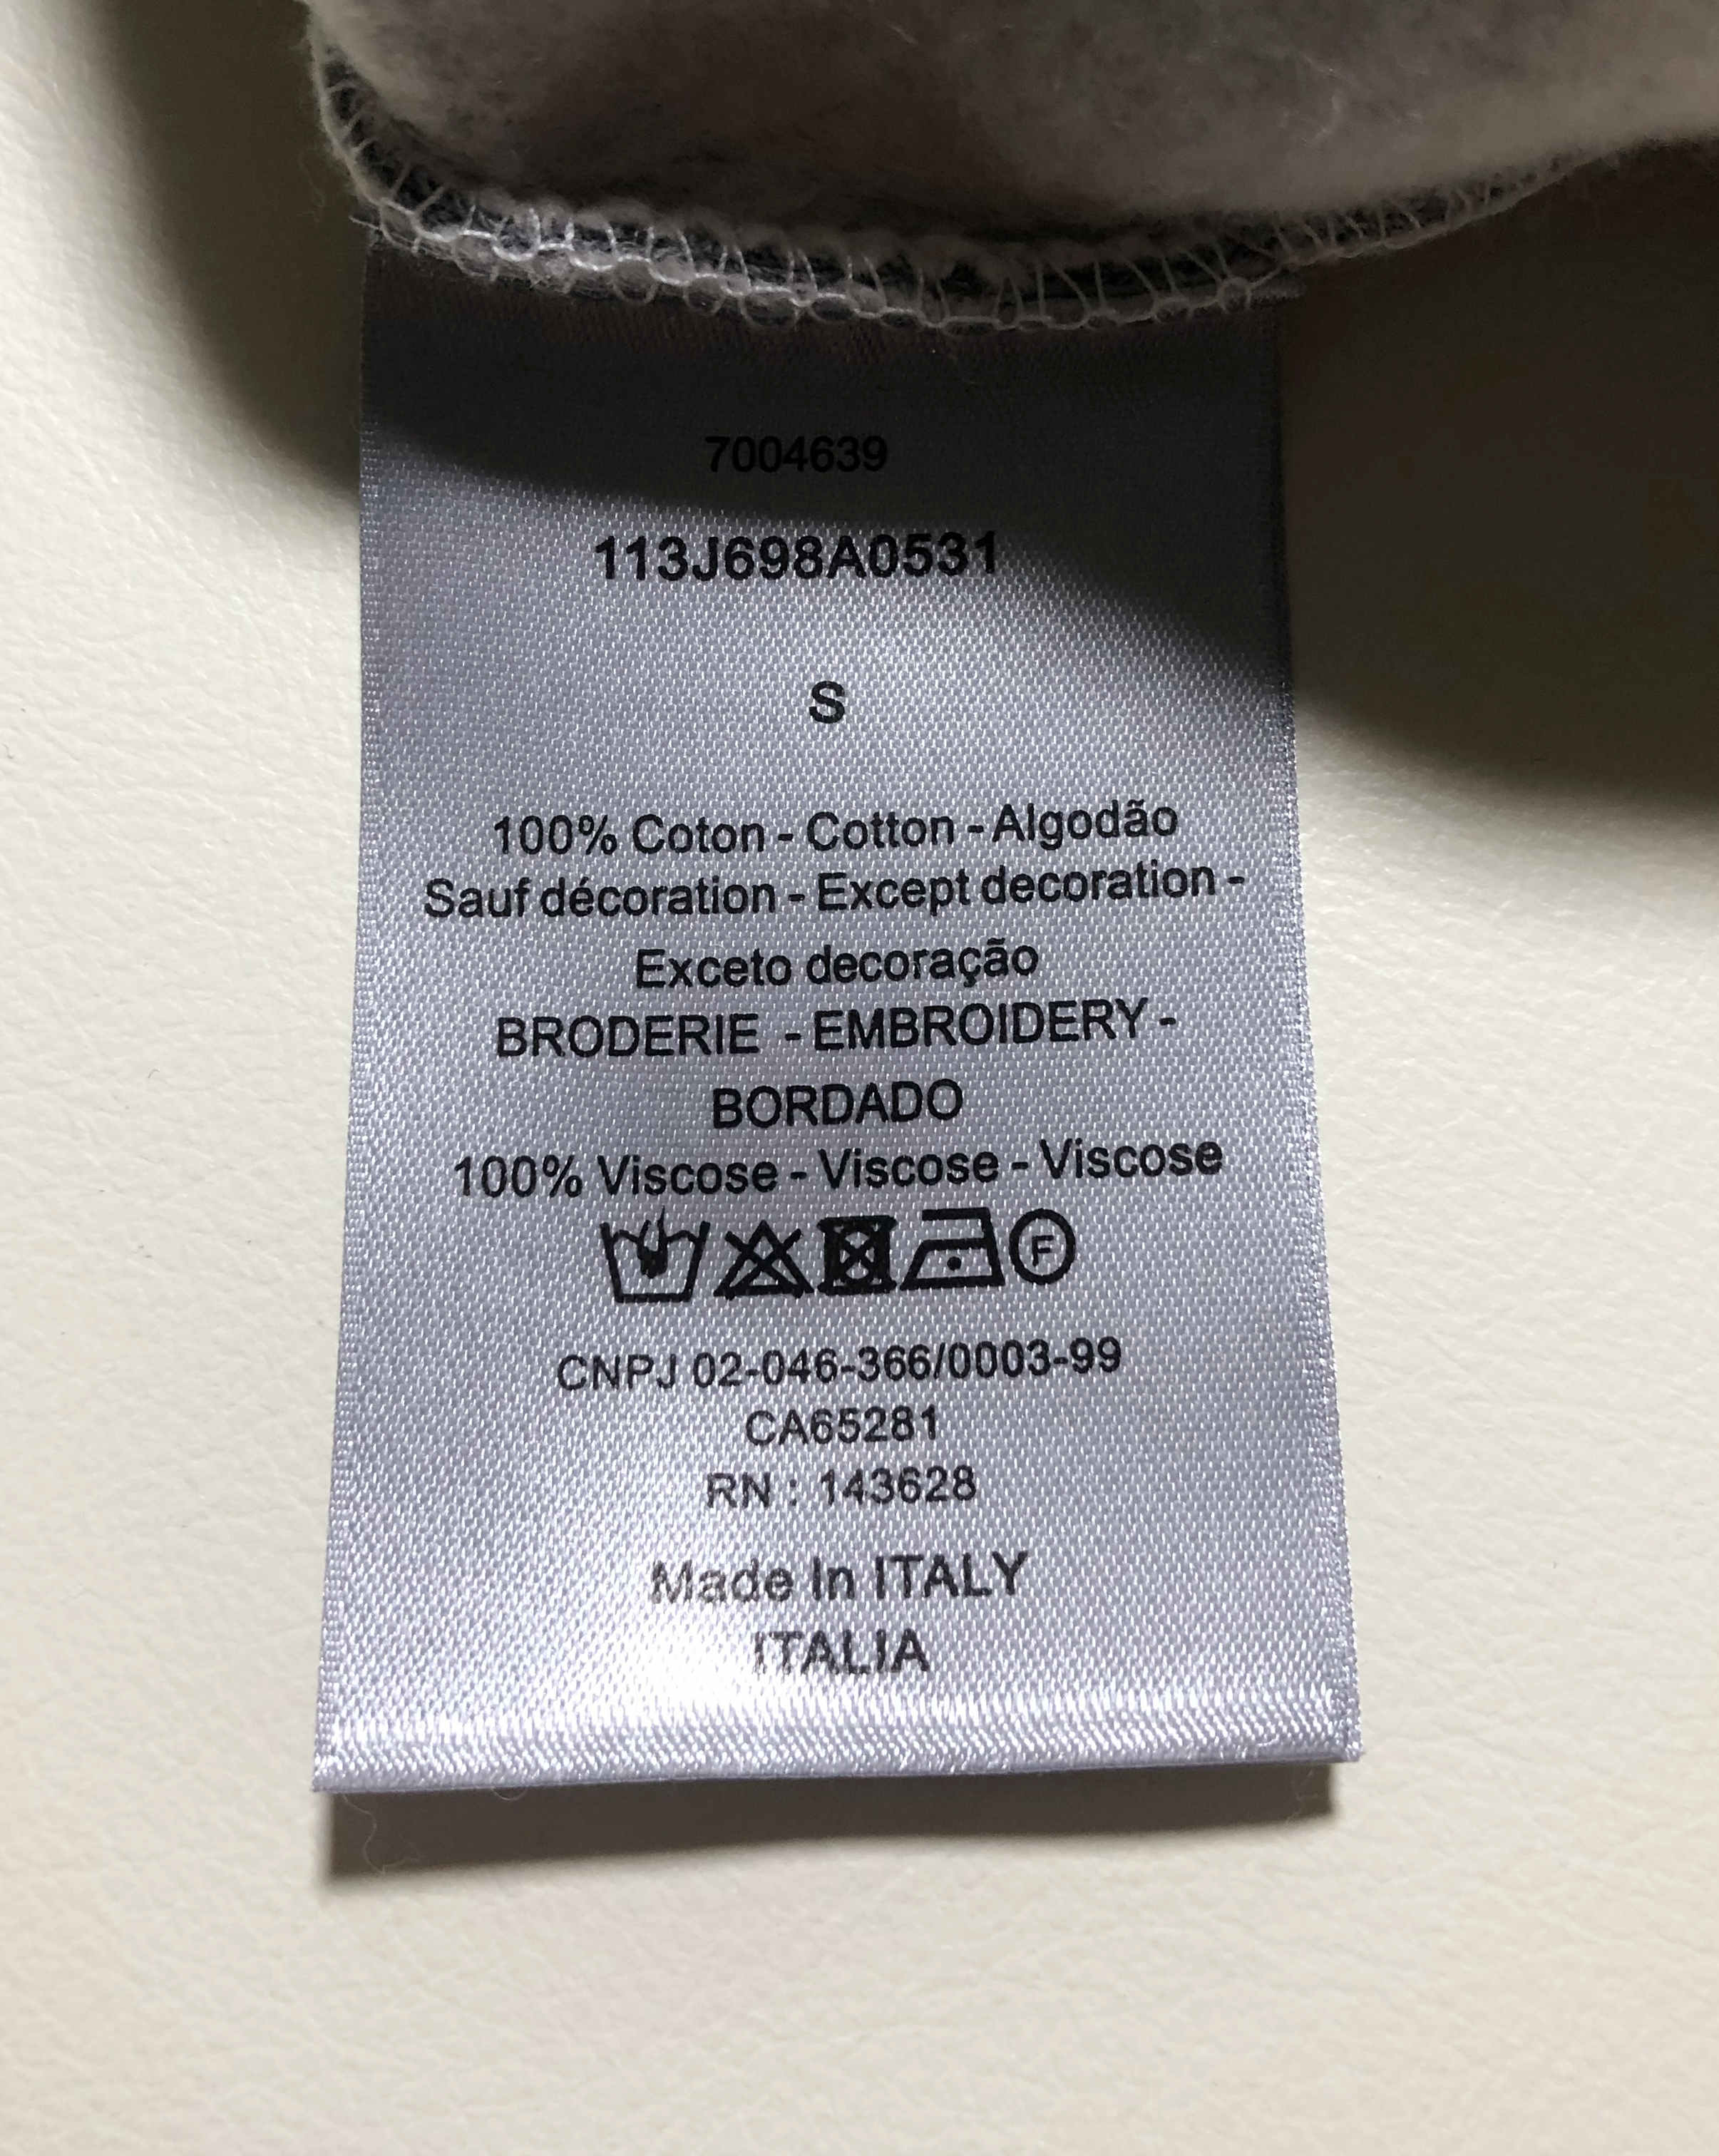 7004639
113J698A0531
S
100% Coton - Cotton - Algodão
Sauf décoration - Except decoration -
Exceto decoração
BRODERIE - EMBROIDERY -
BORDADO
100% Viscose - Viscose - Viscose
F
CNPJ 02-046-366/0003-99
CA65281
RN : 143628
Made In ITALY
ITALIA